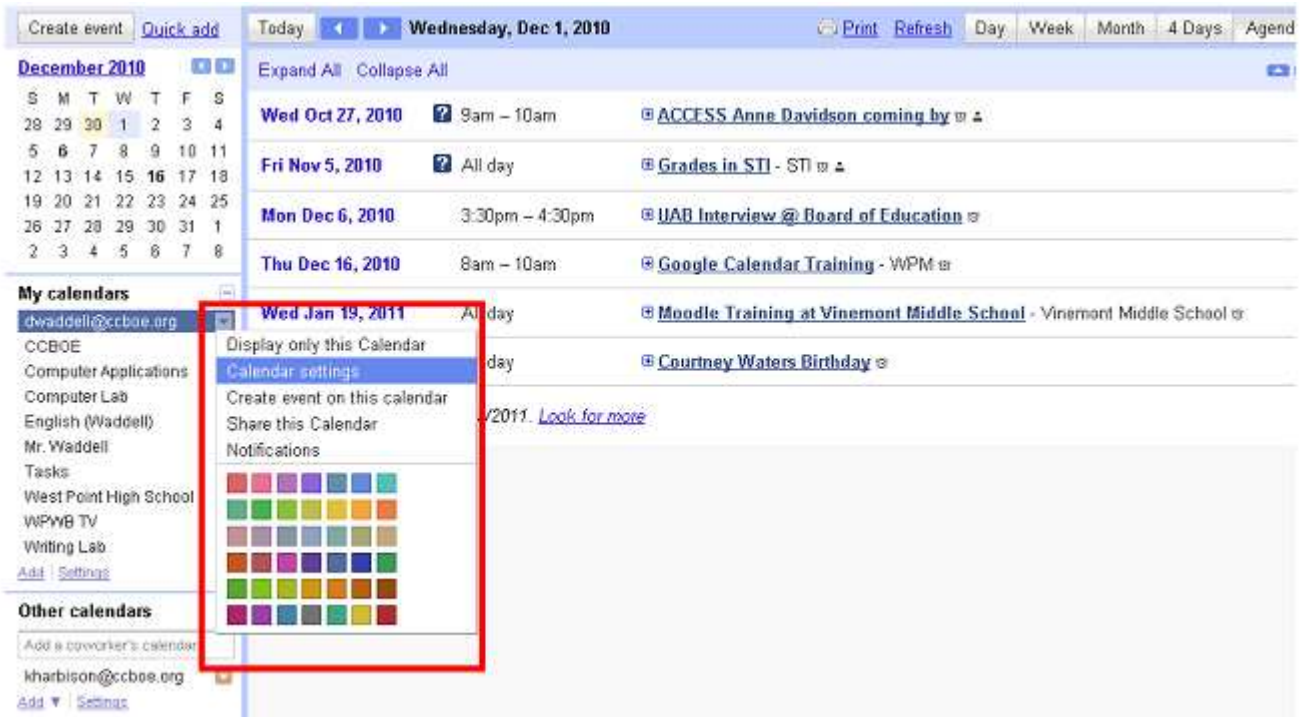 Create event Quick add Today Wednesday, Dec 1, 2010 Print Refresh Day Week Month 4 Days Agend
December 2010
S M T W T F S
28 29 30 1 2 3 4
5 6 7 8 9 10 11
12 13 14 15 16 17 18
19 20 21 22 23 24 25
26 27 28 29 30 31 1
2 3 4 5 6 7 8
My calendars
dwaddell@ccboe.org
CCBOE
Computer Applications
Computer Lab
English (Waddell)
Mr. Waddell
Tasks
West Point High School
WPWB TV
Writing Lab
Add Settings
Other calendars
Add a coworker's calendar
kharbison@ccboe.org
Add ▼ Settings
Expand All Collapse All
Wed Oct 27, 2010 ? 9am – 10am ACCESS Anne Davidson coming by
Fri Nov 5, 2010 ? All day Grades in STI - STI
Mon Dec 6, 2010 3:30pm – 4:30pm UAB Interview @ Board of Education
Thu Dec 16, 2010 8am – 10am Google Calendar Training - WPM
Wed Jan 19, 2011 All day Moodle Training at Vinemont Middle School - Vinemont Middle School
day Courtney Waters Birthday
/2011. Look for more
Display only this Calendar
Calendar settings
Create event on this calendar
Share this Calendar
Notifications